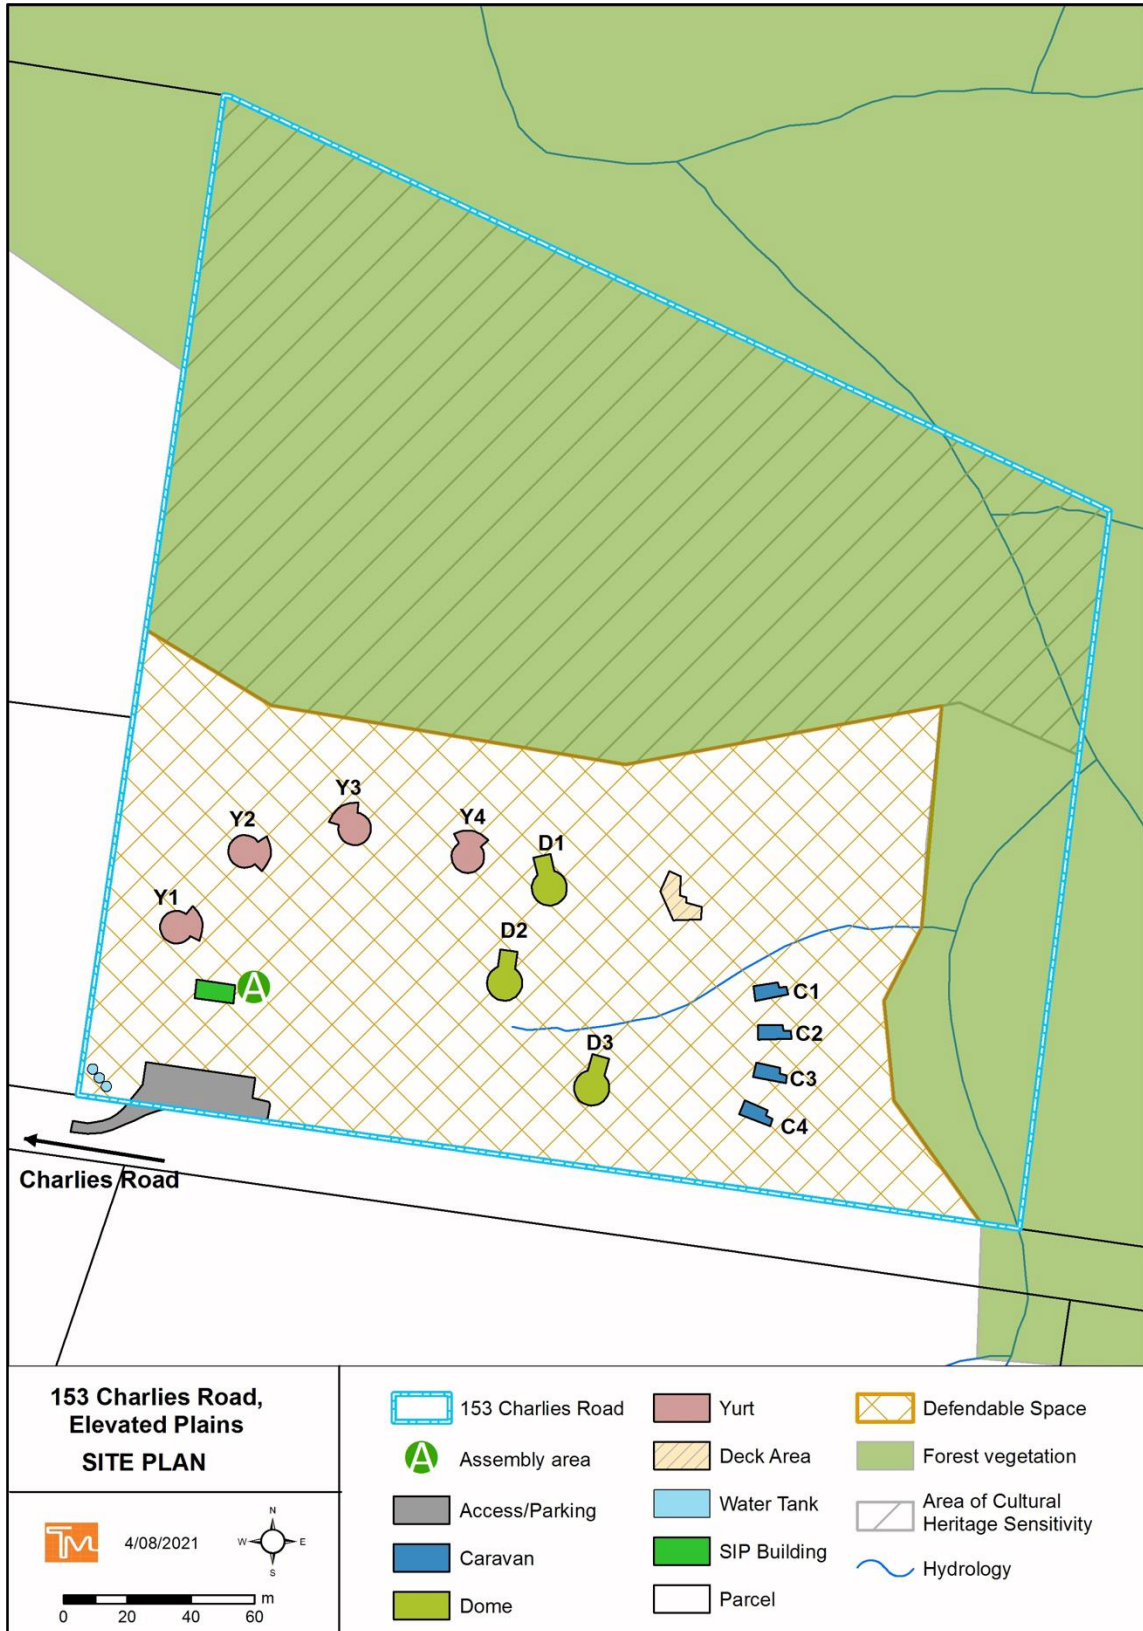 Y3
Y2
Y4
D1
Y1
D2
A
C1
C2
D3
C3
C4
Charlies Road
153 Charlies Road,
Elevated Plains
SITE PLAN
TM
4/08/2021
N
W
E
S
m
0 20 40 60
153 Charlies Road
A
Assembly area
Access/Parking
Caravan
Dome
Yurt
Deck Area
Water Tank
SIP Building
Parcel
Defendable Space
Forest vegetation
Area of Cultural
Heritage Sensitivity
Hydrology